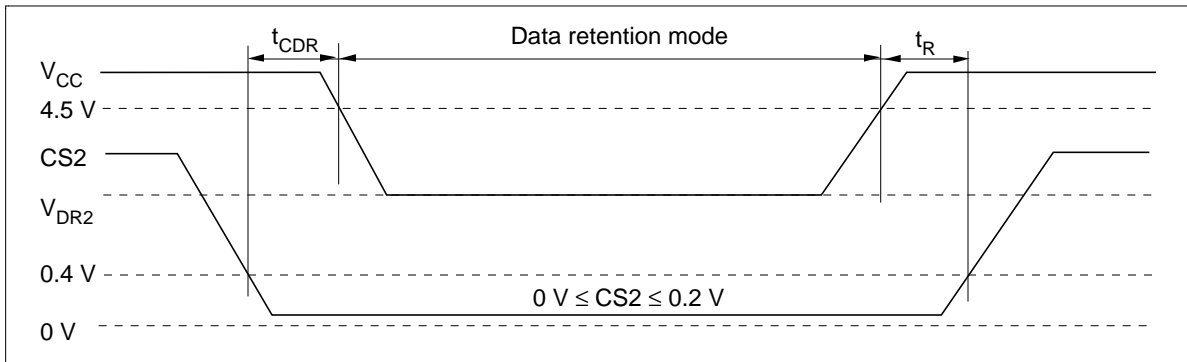 t_CDR Data retention mode t_R
V_CC
4.5 V
CS2
V_DR2
0.4 V
0 V ≤ CS2 ≤ 0.2 V
0 V